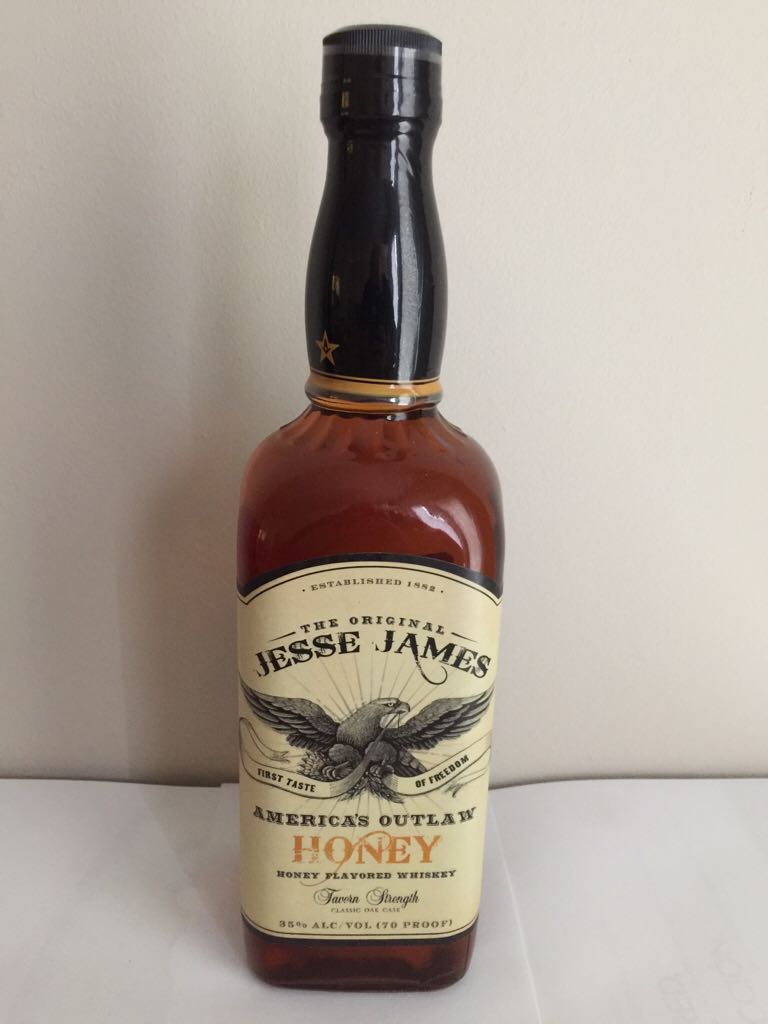 · ESTABLISHED 1882 ·
THE ORIGINAL
JESSE JAMES
FIRST TASTE OF FREEDOM
AMERICA'S OUTLAW
HONEY
HONEY FLAVORED WHISKEY
Tavern Strength
CLASSIC OAK CASK
35% ALC/VOL (70 PROOF)